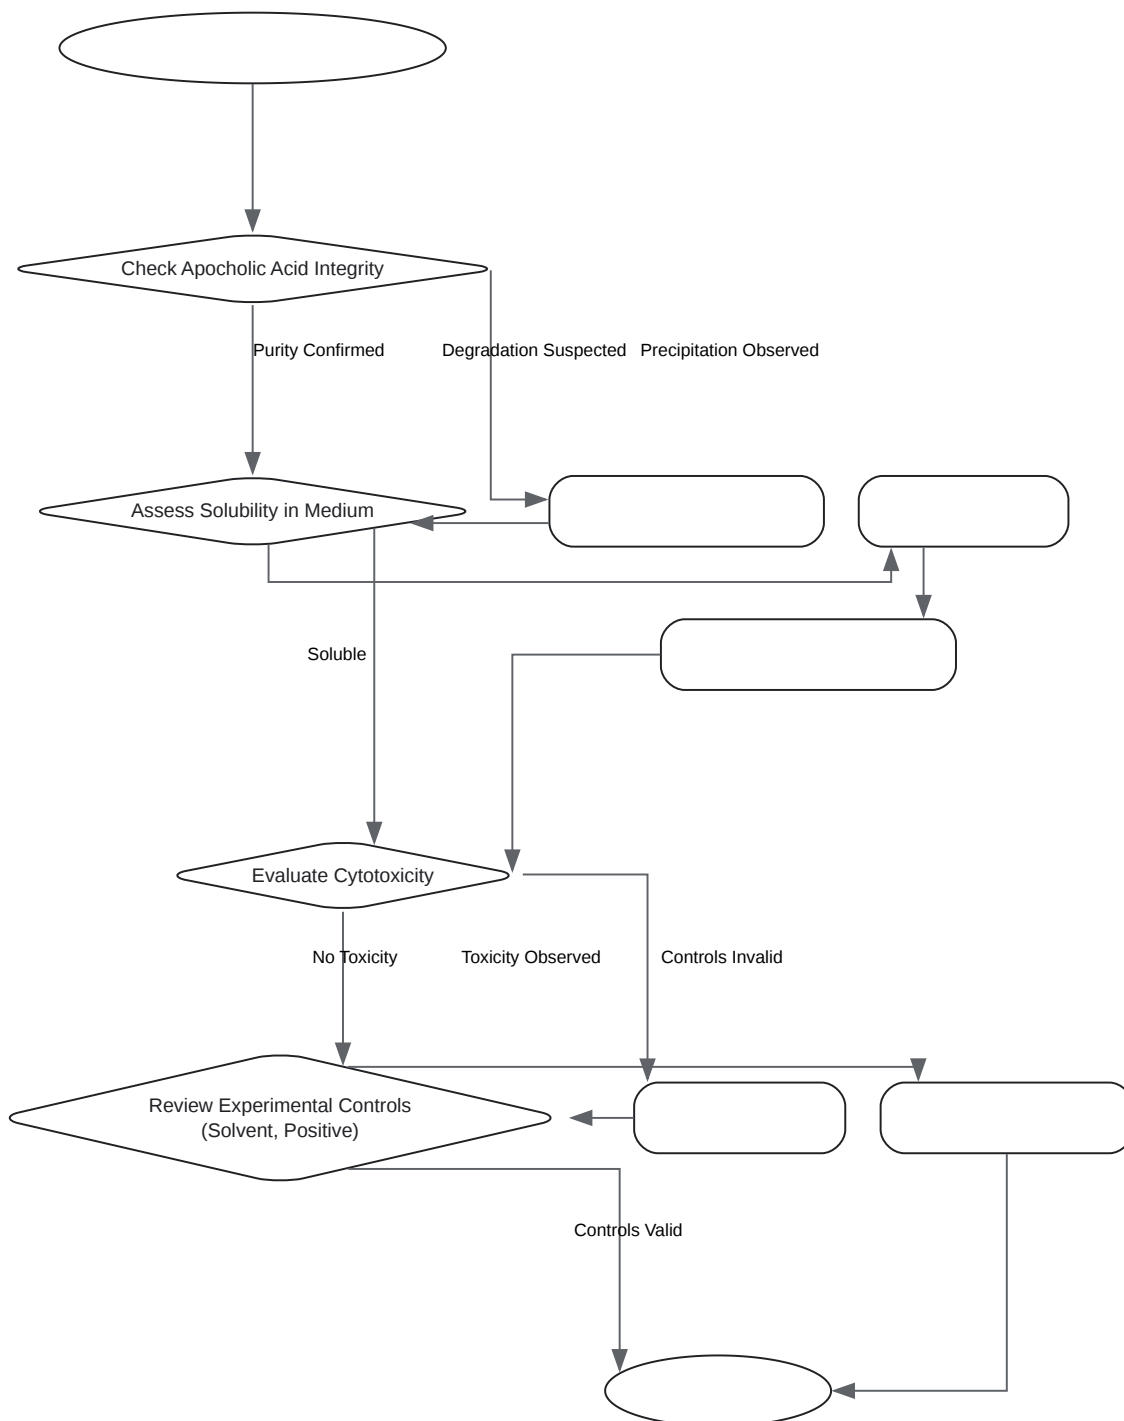 Check Apocholic Acid Integrity
Purity Confirmed
Degradation Suspected
Precipitation Observed
Assess Solubility in Medium
Soluble
Evaluate Cytotoxicity
No Toxicity
Toxicity Observed
Controls Invalid
Review Experimental Controls
(Solvent, Positive)
Controls Valid